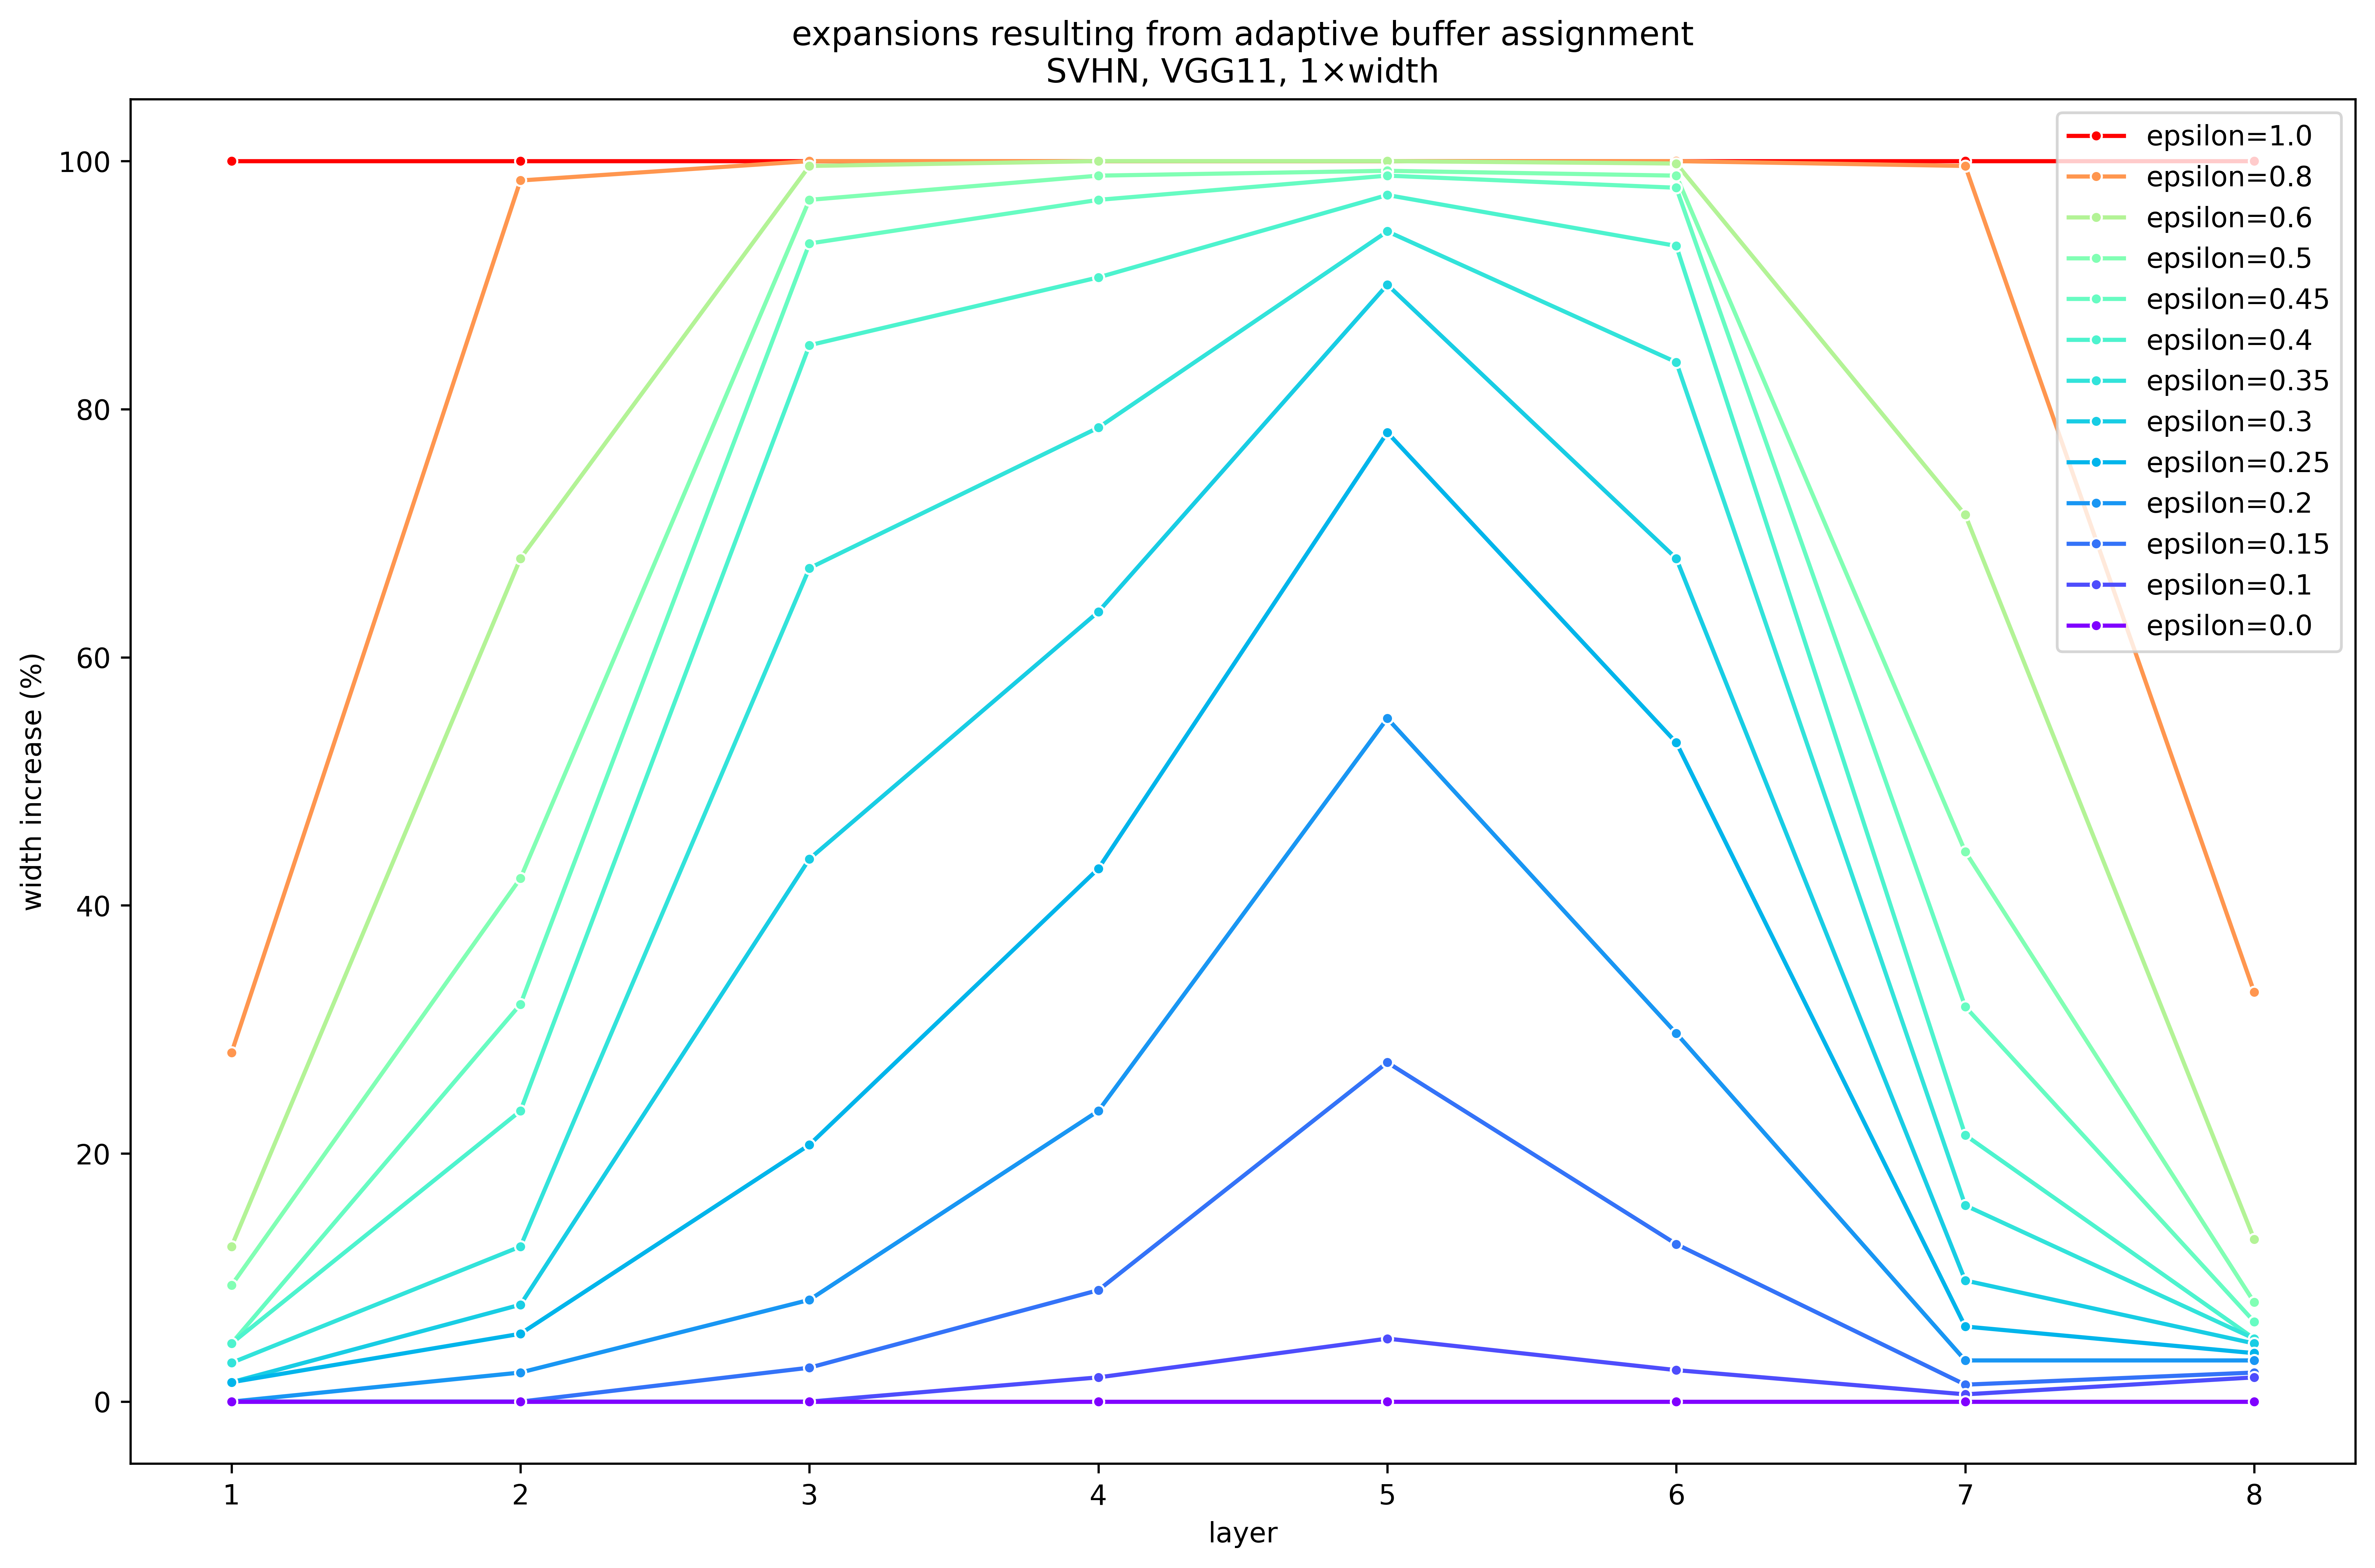 expansions resulting from adaptive buffer assignment
SVHN, VGG11, 1×width
width increase (%)
100
80
60
40
20
0
epsilon=1.0
epsilon=0.8
epsilon=0.6
epsilon=0.5
epsilon=0.45
epsilon=0.4
epsilon=0.35
epsilon=0.3
epsilon=0.25
epsilon=0.2
epsilon=0.15
epsilon=0.1
epsilon=0.0
1 2 3 4 5 6 7 8
layer